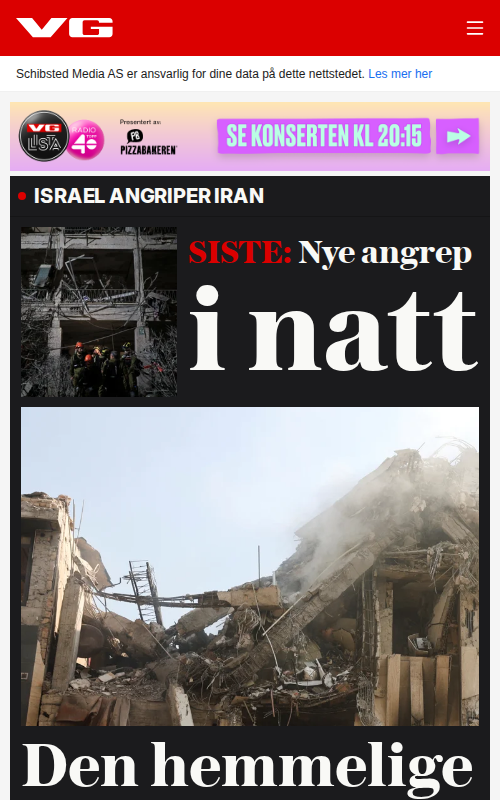 VG
Schibsted Media AS er ansvarlig for dine data på dette nettstedet. Les mer her
VG
LISTA
RADIO
TOPP
40
Presentert av:
PB
PIZZABAKEREN
SE KONSERTEN KL 20:15
ISRAEL ANGRIPER IRAN
SISTE: Nye angrep
i natt
Den hemmelige